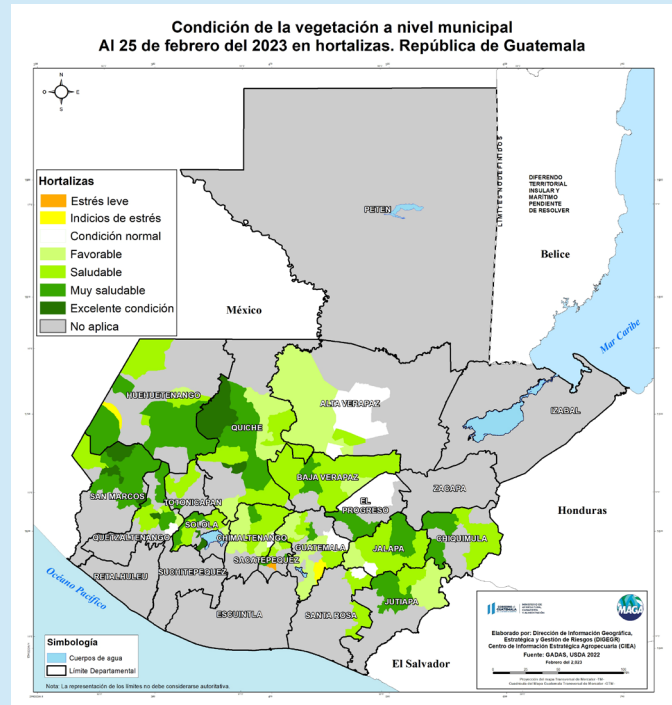 Condición de la vegetación a nivel municipal
Al 25 de febrero del 2023 en hortalizas. República de Guatemala
N
O
E
S
LÍMITES NO DEFINIDOS
DIFERENDO
TERRITORIAL
INSULAR Y
MARÍTIMO
PENDIENTE
DE RESOLVER
Hortalizas
Estrés leve
Indicios de estrés
Condición normal
Favorable
Saludable
Muy saludable
Excelente condición
No aplica
PETEN
Belice
México
Mar Caribe
HUEHUETENANGO
ALTA VERAPAZ
IZABAL
QUICHE
BAJA VERAPAZ
ZACAPA
SAN MARCOS
TOTONICAPAN
EL
PROGRESO
Honduras
SOLOLA
QUETZALTENANGO
CHIMALTENANGO
GUATEMALA
JALAPA
CHIQUIMULA
SACATEPEQUEZ
RETALHULEU
SUCHITEPEQUEZ
ESCUINTLA
SANTA ROSA
JUTIAPA
Océano Pacífico
El Salvador
Simbología
Cuerpos de agua
Límite Departamental
Nota: La representación de los límites no debe considerarse autoritativa.
MAGA
Elaborado por: Dirección de Información Geográfica,
Estratégica y Gestión de Riesgos (DIGEGR)
Centro de Información Estratégica Agropecuaria (CIEA)
Fuente: GADAS, USDA 2022
Febrero del 2,023